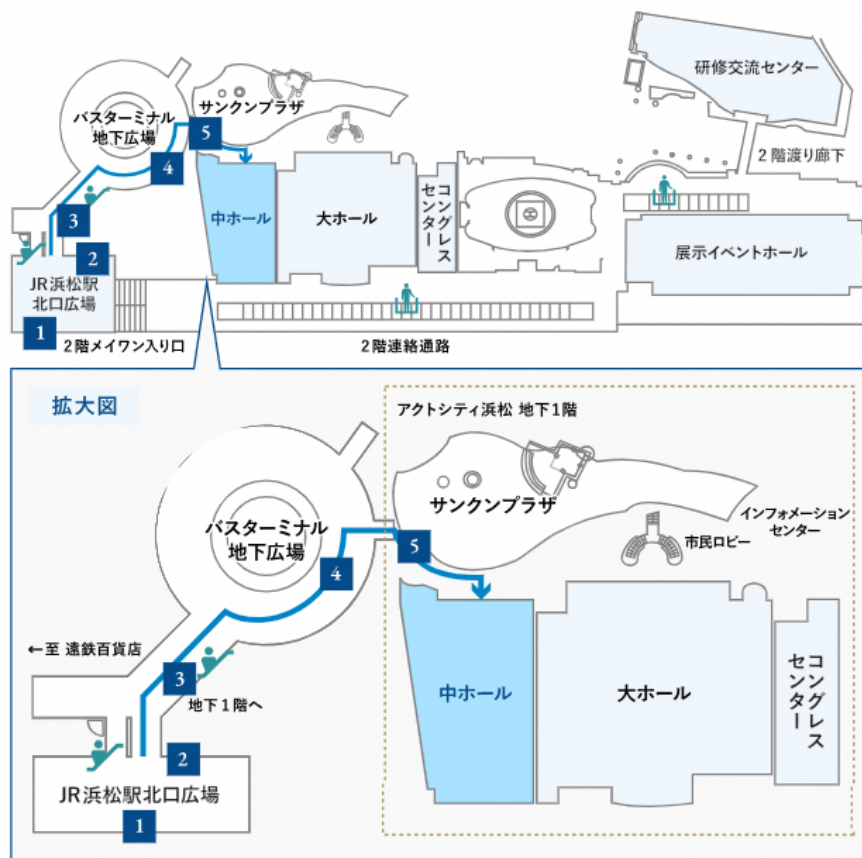 研修交流センター
サンクンプラザ
バスターミナル
地下広場
5
4
2階渡り廊下
3
中ホール
大ホール
コングレス
センター
2
展示イベントホール
JR浜松駅
北口広場
1
2階メイワン入り口
2階連絡通路
拡大図
アクトシティ浜松 地下1階
サンクンプラザ
インフォメーション
センター
バスターミナル
地下広場
市民ロビー
5
4
←至 遠鉄百貨店
3
地下1階へ
中ホール
大ホール
コングレス
センター
2
JR浜松駅北口広場
1